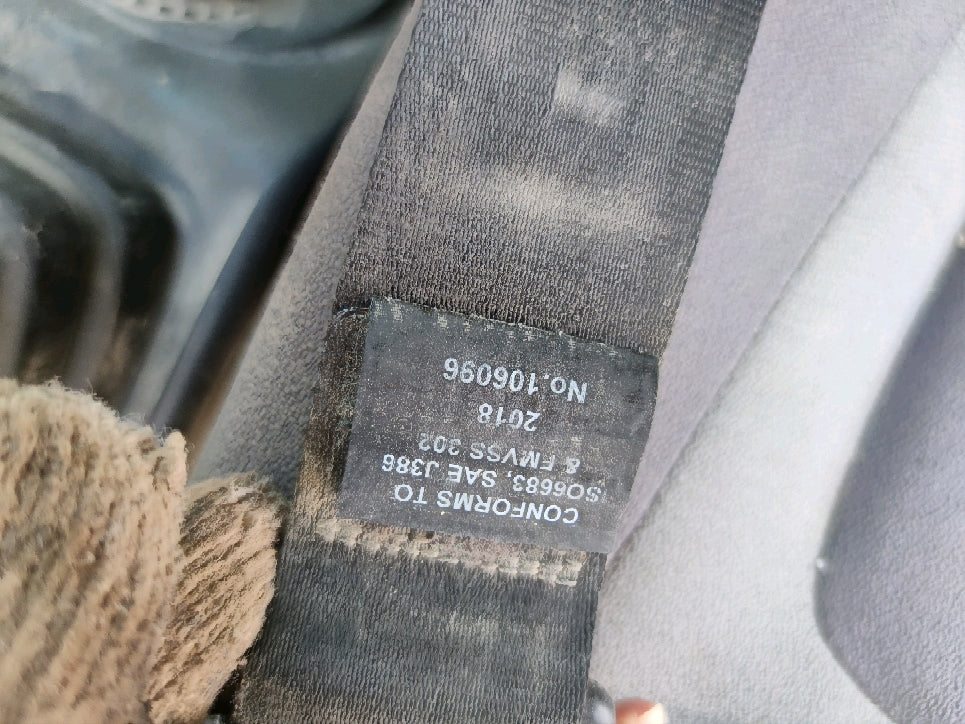 CONFORMS TO
ISO6683, SAE J386
& FMVSS 302
2018
No.106096